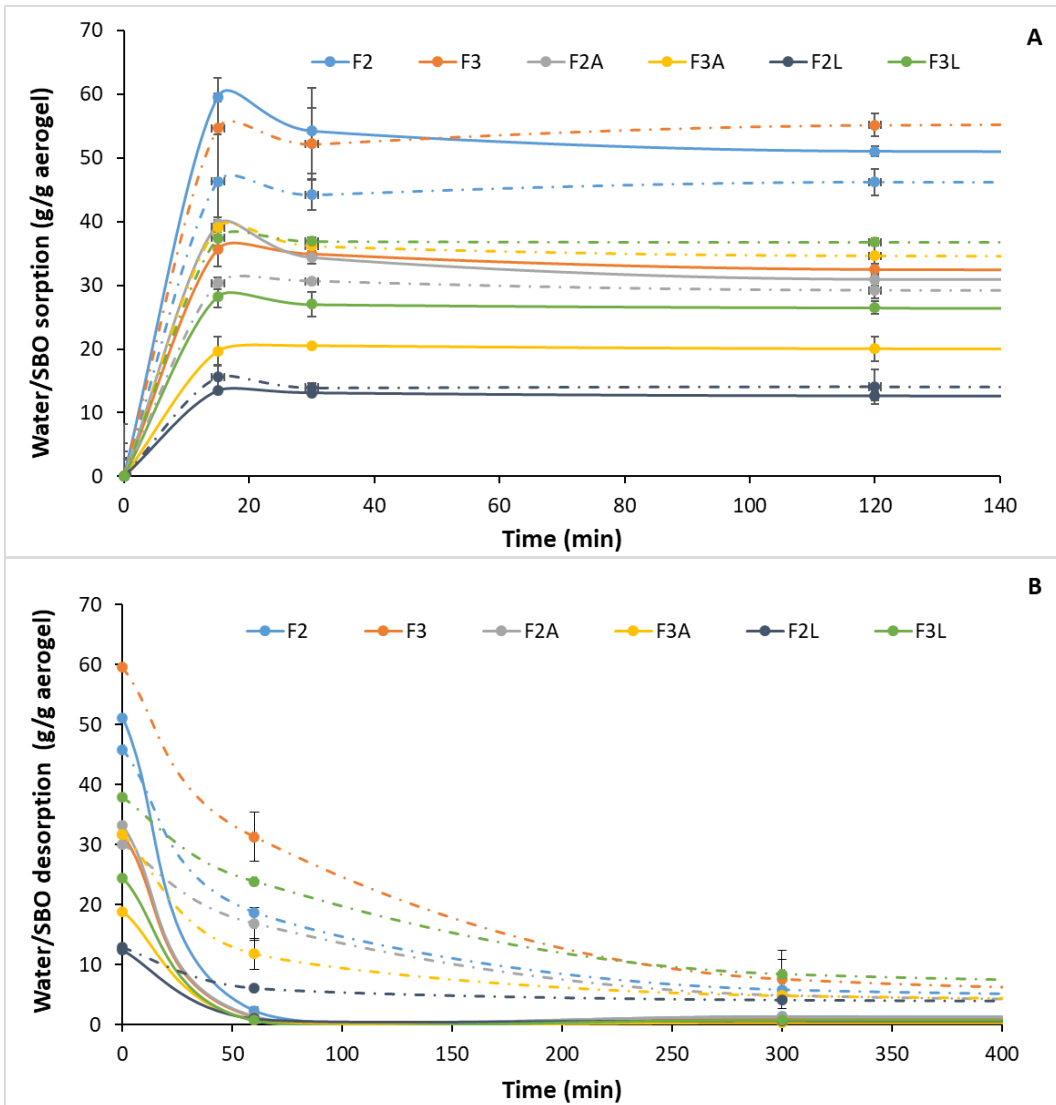 A
F2 F3 F2A F3A F2L F3L
Water/SBO sorption (g/g aerogel)
70
60
50
40
30
20
10
0
0 20 40 60 80 100 120 140
Time (min)
B
F2 F3 F2A F3A F2L F3L
Water/SBO desorption (g/g aerogel)
70
60
50
40
30
20
10
0
0 50 100 150 200 250 300 350 400
Time (min)